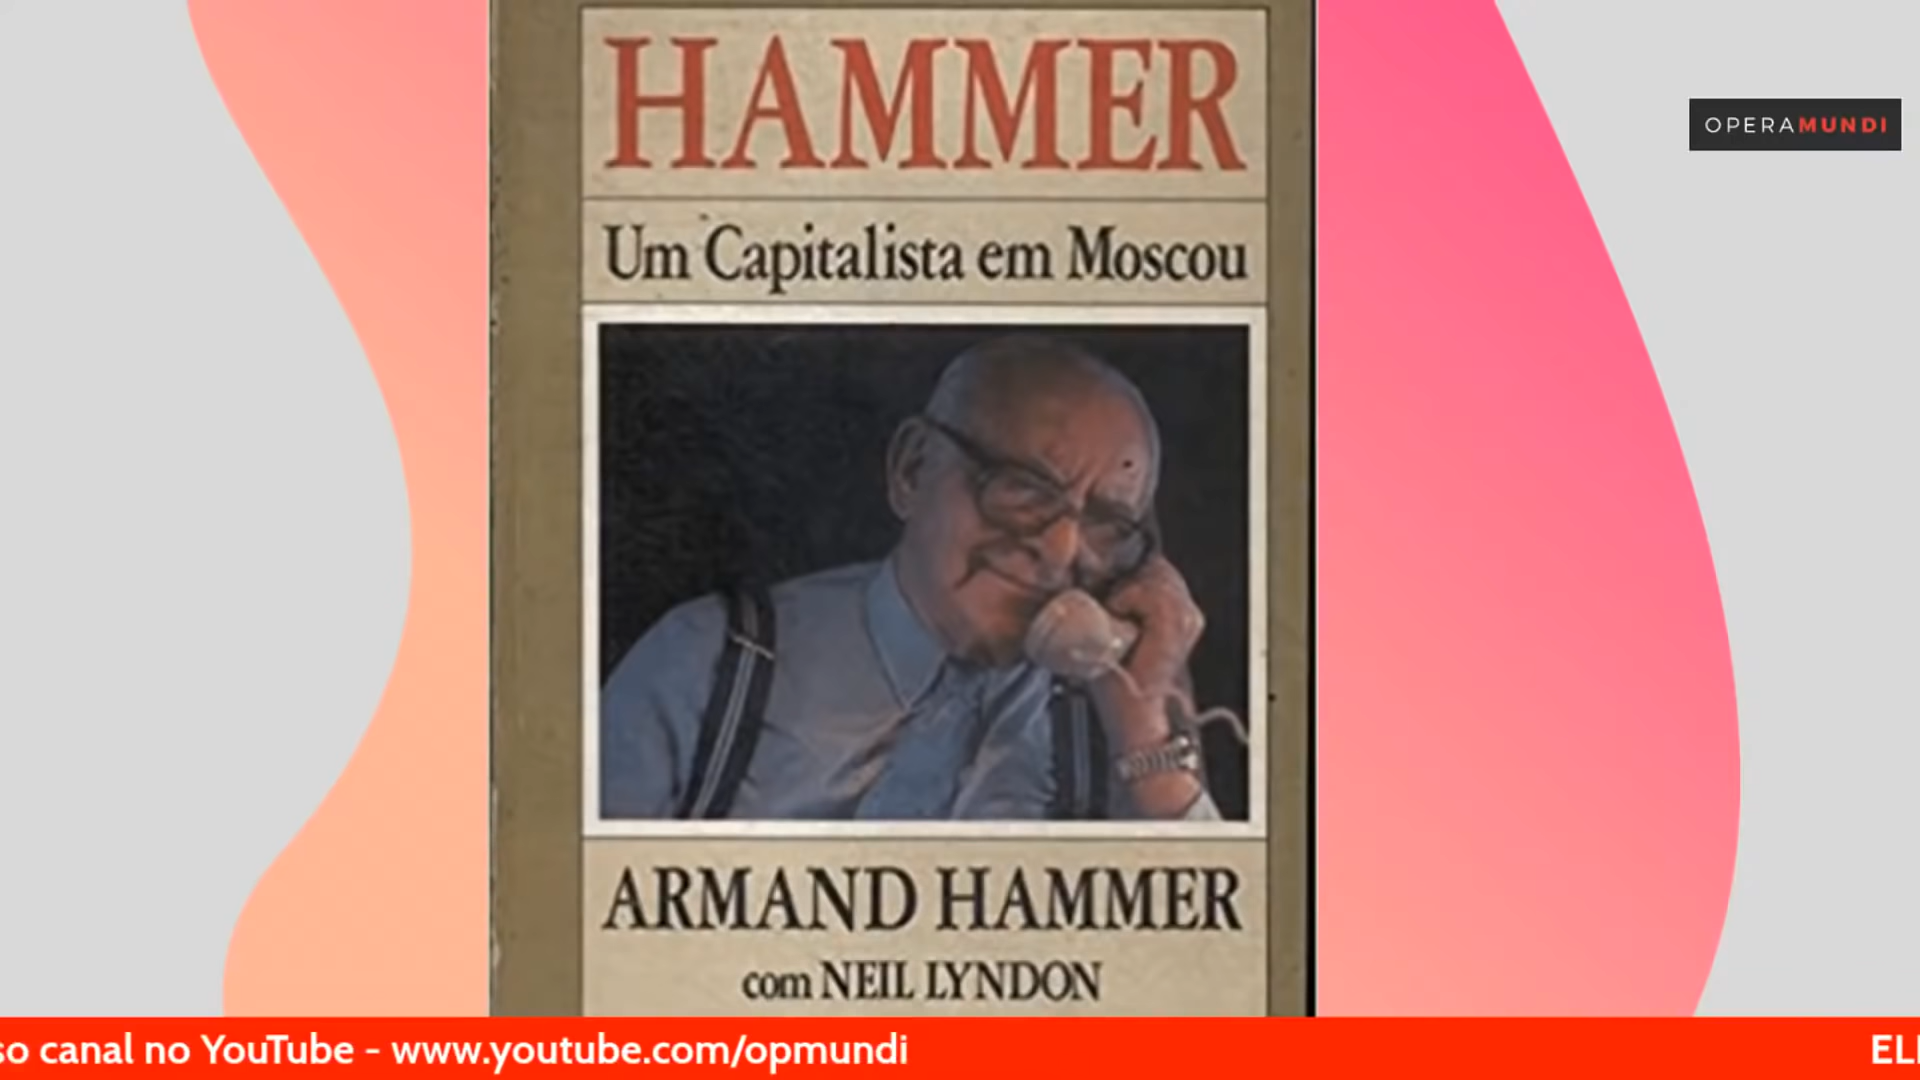 HAMMER
Um Capitalista em Moscou
OPERAMUNDI
ARMAND HAMMER
com NEIL LYNDON
so canal no YouTube - www.youtube.com/opmundi